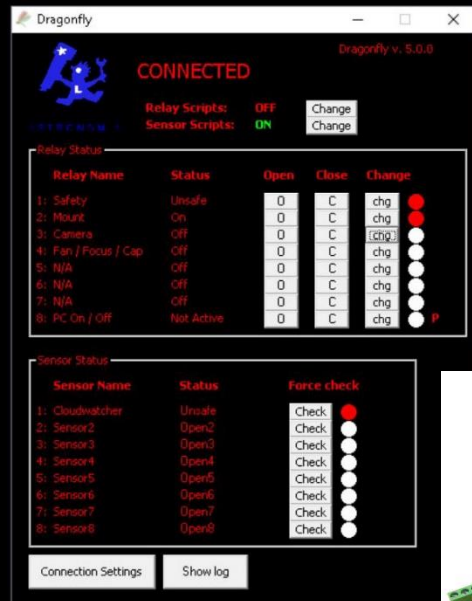 Dragonfly
Dragonfly v. 5.0.0
CONNECTED
Relay Scripts: OFF Change
Sensor Scripts: ON Change
Relay Status
Relay Name Status Open Close Change
1: Safety Unsafe O C chg
2: Mount On O C chg
3: Camera Off O C chg
4: Fan / Focus / Cap Off O C chg
5: N/A Off O C chg
6: N/A Off O C chg
7: N/A Off O C chg
8: PC On / Off Not Active O C chg P
Sensor Status
Sensor Name Status Force check
1: Cloudwatcher Unsafe Check
2: Sensor2 Open2 Check
3: Sensor3 Open3 Check
4: Sensor4 Open4 Check
5: Sensor5 Open5 Check
6: Sensor6 Open6 Check
7: Sensor7 Open7 Check
8: Sensor8 Open8 Check
Connection Settings Show log